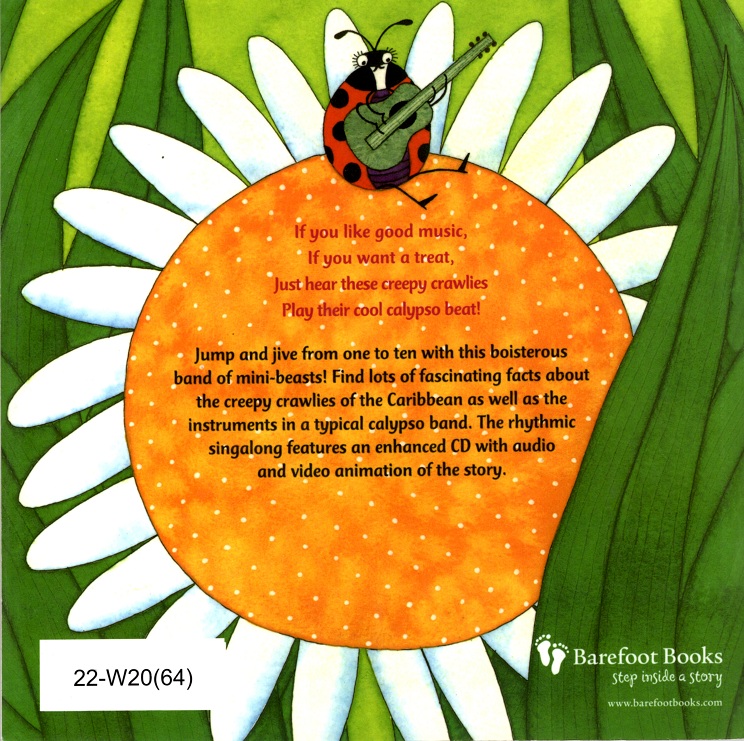 If you like good music,
If you want a treat,
Just hear these creepy crawlies
Play their cool calypso beat!
Jump and jive from one to ten with this boisterous
band of mini-beasts! Find lots of fascinating facts about
the creepy crawlies of the Caribbean as well as the
instruments in a typical calypso band. The rhythmic
singalong features an enhanced CD with audio
and video animation of the story.
22-W20(64)
Barefoot Books
step inside a story
www.barefootbooks.com